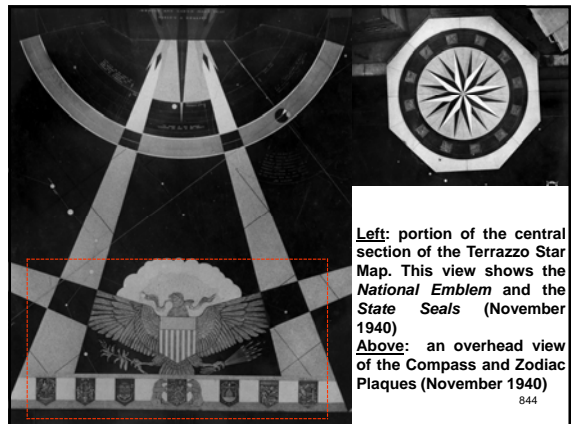 Left: portion of the central
section of the Terrazzo Star
Map. This view shows the
National Emblem and the
State Seals (November
1940)
Above: an overhead view
of the Compass and Zodiac
Plaques (November 1940)
844